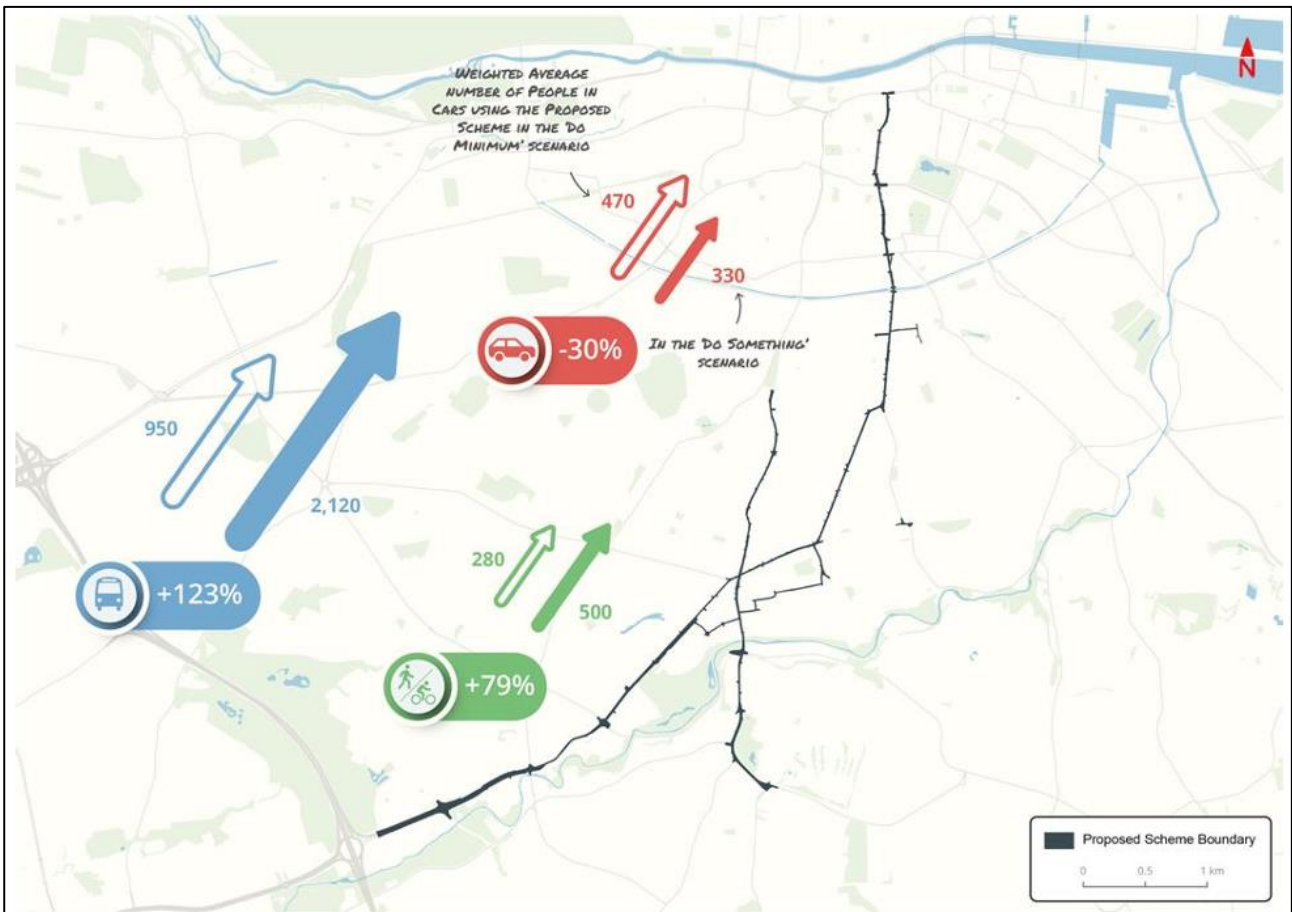 N
WEIGHTED AVERAGE
NUMBER OF PEOPLE IN
CARS USING THE PROPOSED
SCHEME IN THE 'DO
MINIMUM' SCENARIO
470
330
-30%
IN THE 'DO SOMETHING'
SCENARIO
950
2,120
+123%
280
500
+79%
Proposed Scheme Boundary
0 0.5 1 km